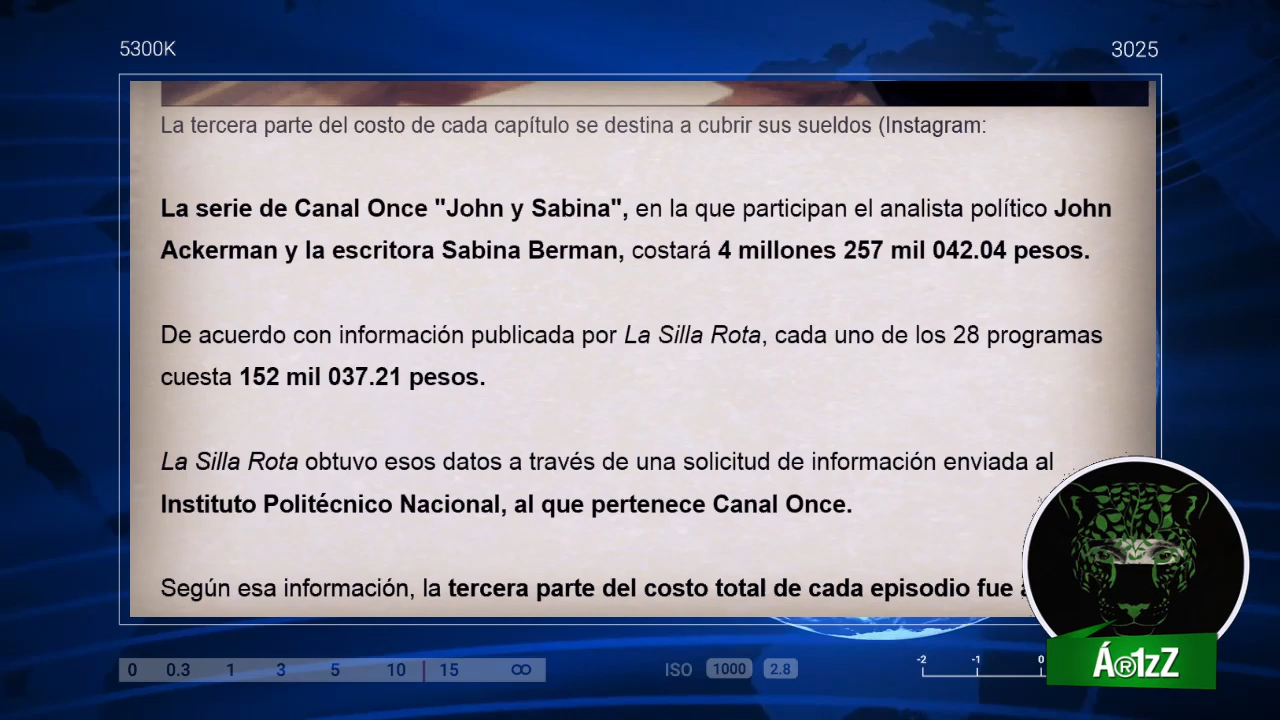 5300K
3025
La tercera parte del costo de cada capítulo se destina a cubrir sus sueldos (Instagram:
La serie de Canal Once "John y Sabina", en la que participan el analista político John
Ackerman y la escritora Sabina Berman, costará 4 millones 257 mil 042.04 pesos.
De acuerdo con información publicada por La Silla Rota, cada uno de los 28 programas
cuesta 152 mil 037.21 pesos.
La Silla Rota obtuvo esos datos a través de una solicitud de información enviada al
Instituto Politécnico Nacional, al que pertenece Canal Once.
Según esa información, la tercera parte del costo total de cada episodio fue
0 0.3 1 3 5 10 15 ∞
ISO 1000 2.8
-2 -1 0
Á®1zZ